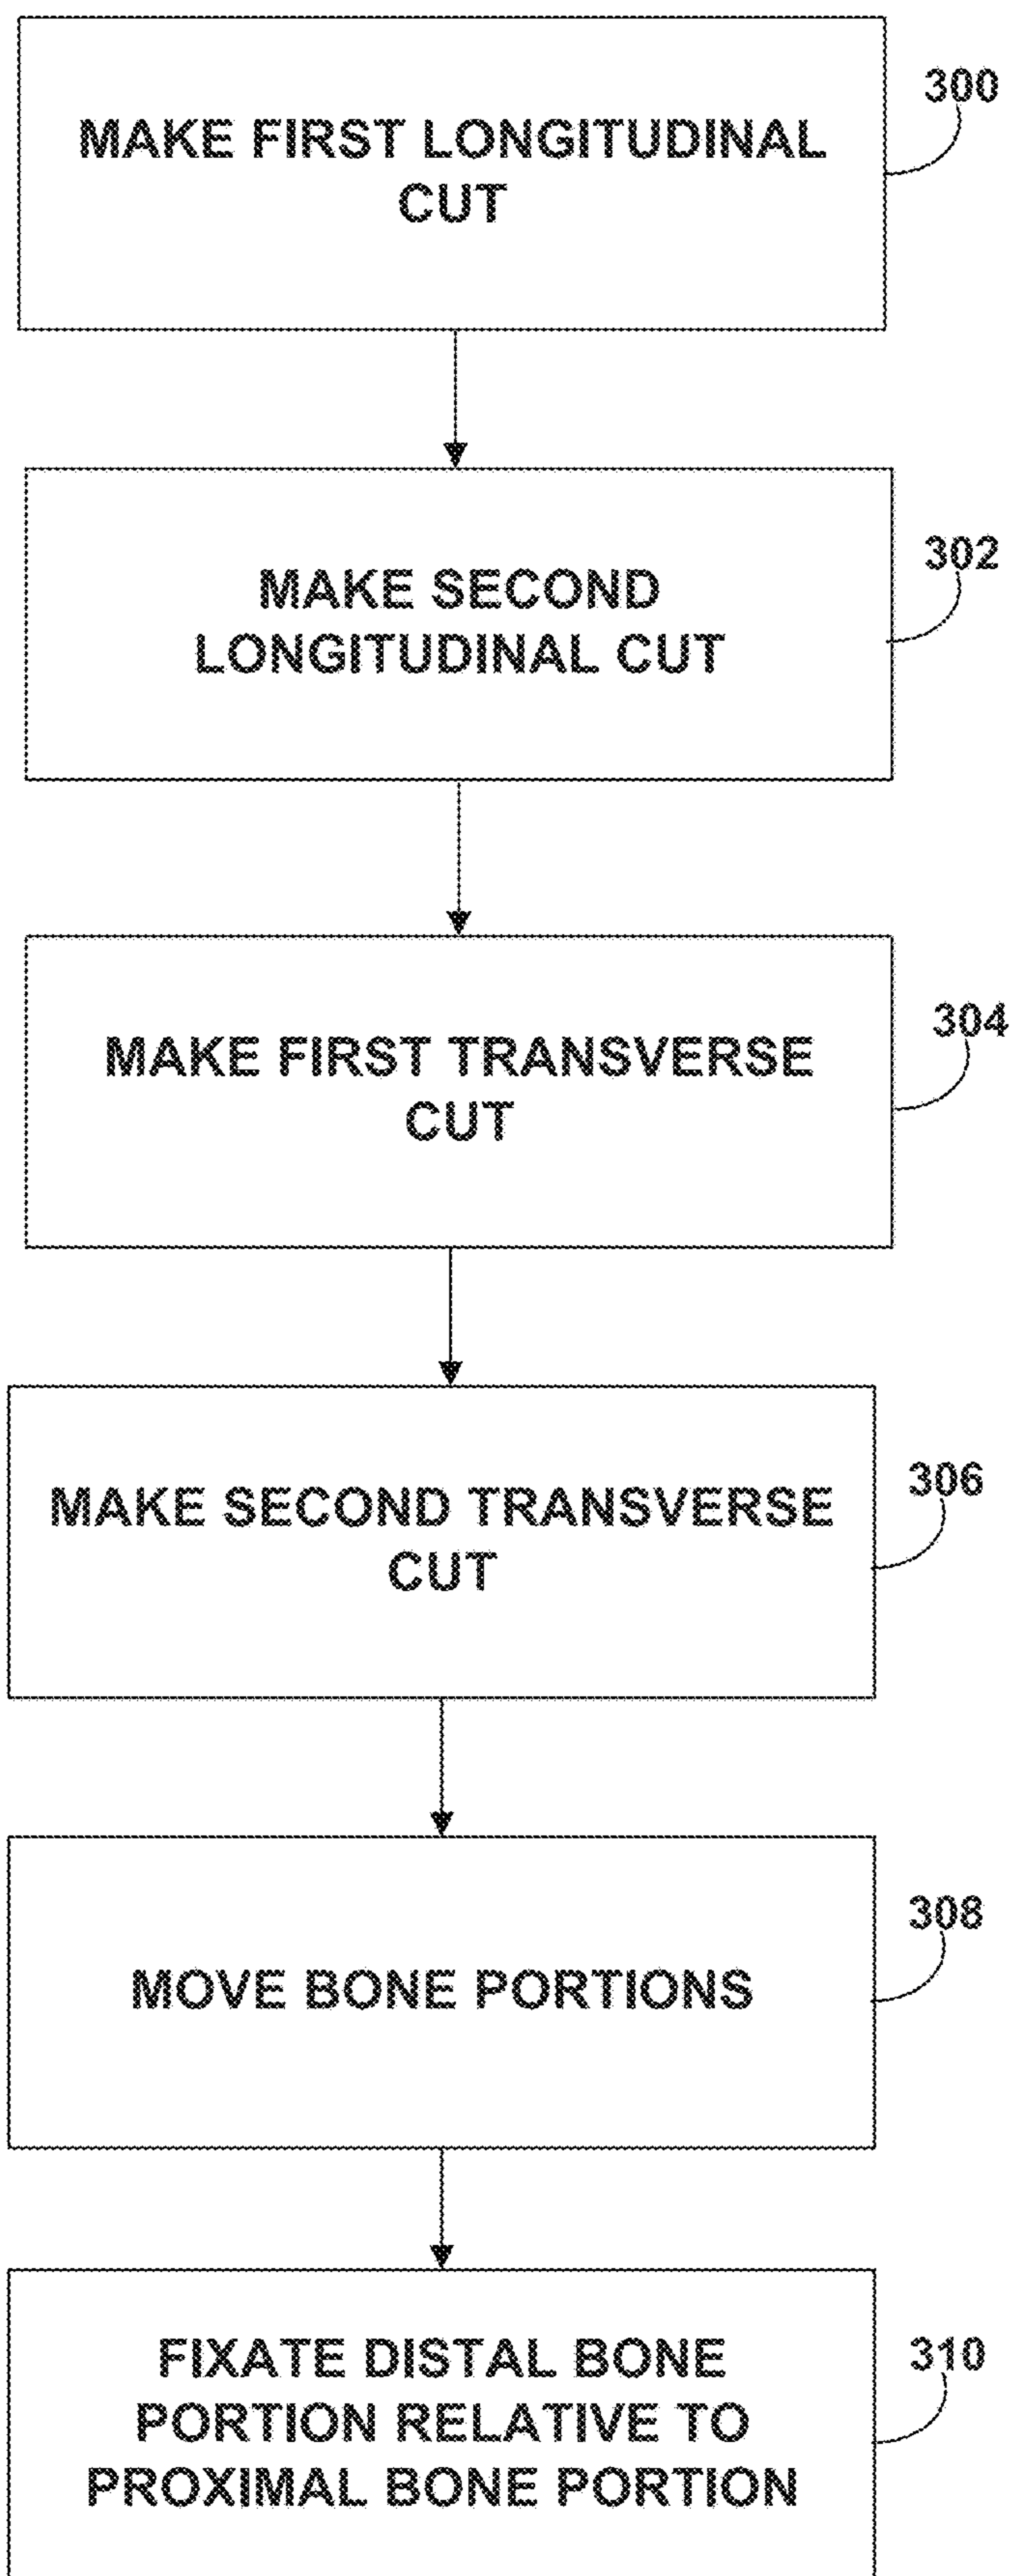 MAKE FIRST LONGITUDINAL
CUT
300
MAKE SECOND
LONGITUDINAL CUT
302
MAKE FIRST TRANSVERSE
CUT
304
MAKE SECOND TRANSVERSE
CUT
306
MOVE BONE PORTIONS
308
FIXATE DISTAL BONE
PORTION RELATIVE TO
PROXIMAL BONE PORTION
310